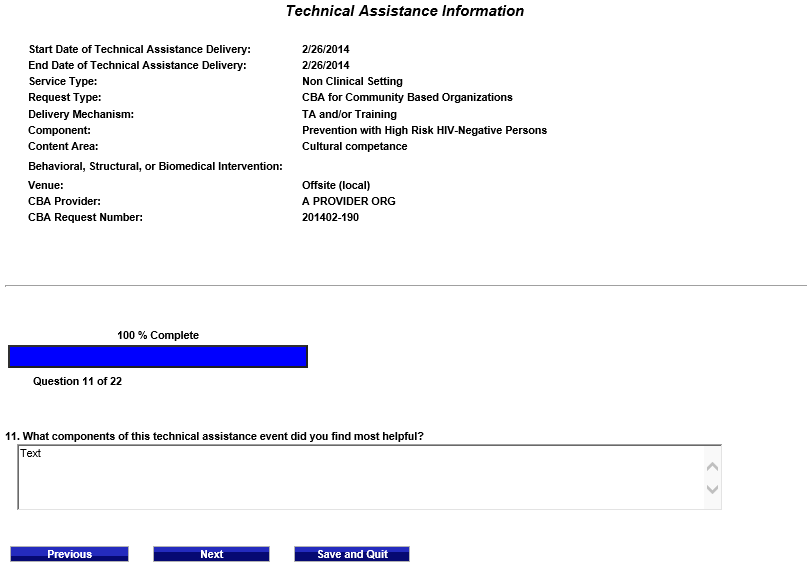 Technical Assistance Information
Start Date of Technical Assistance Delivery: 2/26/2014
End Date of Technical Assistance Delivery: 2/26/2014
Service Type: Non Clinical Setting
Request Type: CBA for Community Based Organizations
Delivery Mechanism: TA and/or Training
Component: Prevention with High Risk HIV-Negative Persons
Content Area: Cultural competance
Behavioral, Structural, or Biomedical Intervention:
Venue: Offsite (local)
CBA Provider: A PROVIDER ORG
CBA Request Number: 201402-190
100 % Complete
Question 11 of 22
11. What components of this technical assistance event did you find most helpful?
Text
Previous Next Save and Quit